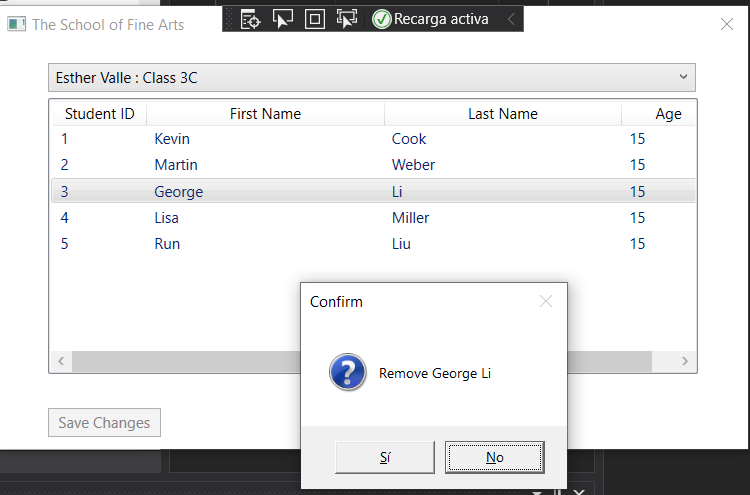 The School of Fine Arts
Recarga activa
Esther Valle : Class 3C
Student ID First Name Last Name Age
1 Kevin Cook 15
2 Martin Weber 15
3 George Li 15
4 Lisa Miller 15
5 Run Liu 15
Confirm
Remove George Li
Save Changes
Sí No